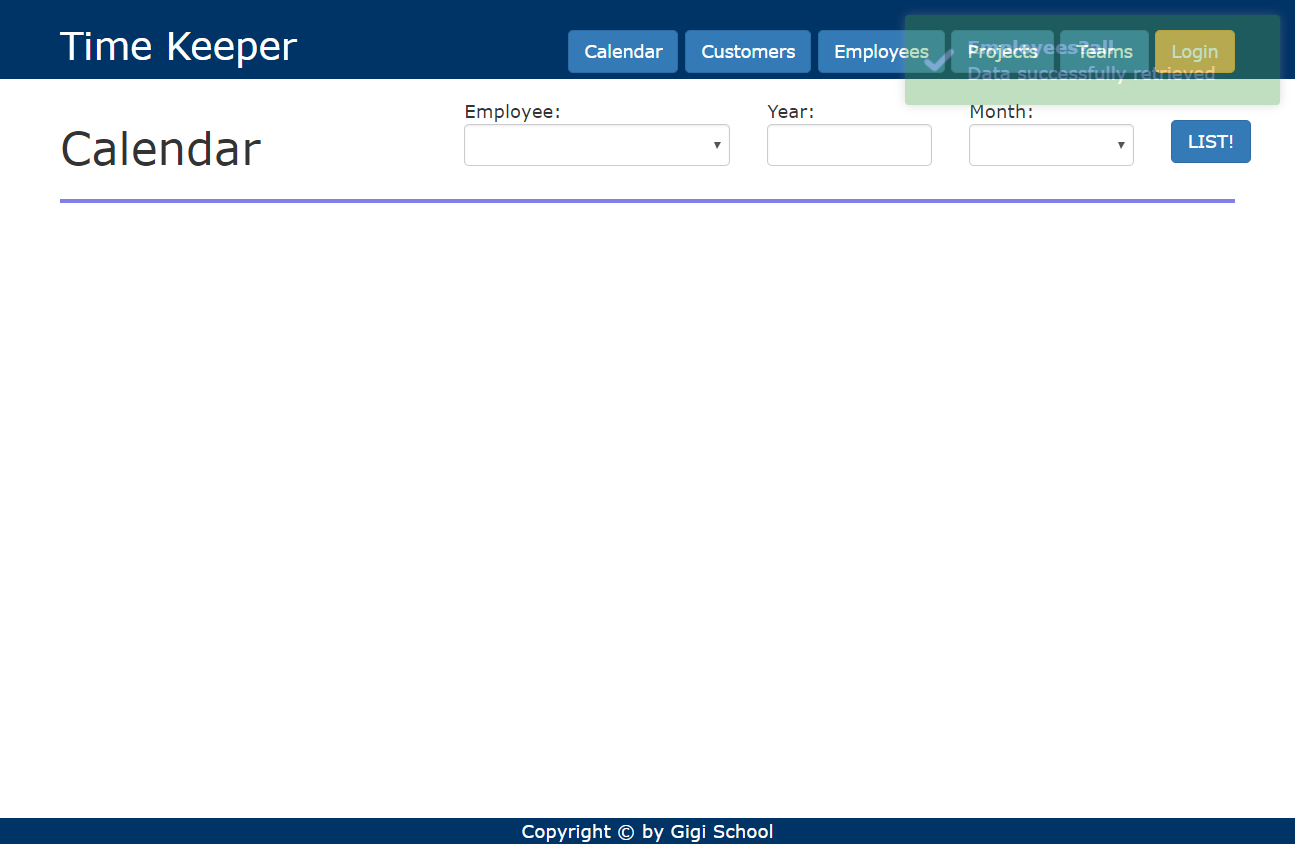 Time Keeper
Calendar Customers Employees Projects Teams Login
Employees?all
Data successfully retrieved
Calendar
Employee: Year: Month:
LIST!
Copyright © by Gigi School